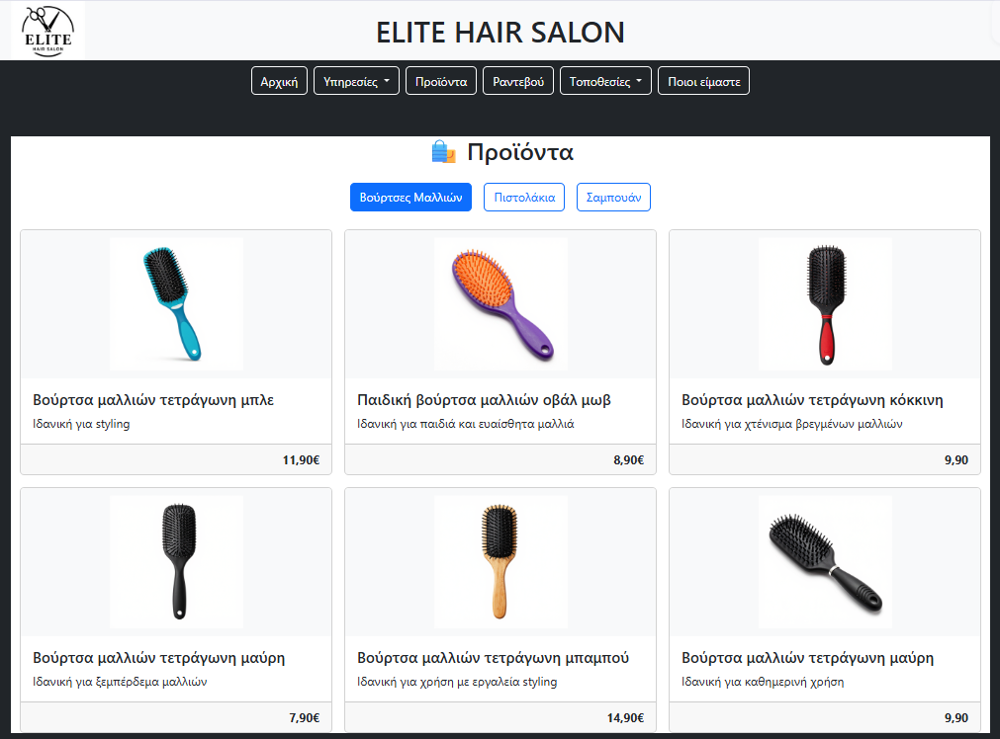 ELITE
HAIR SALON
ELITE HAIR SALON
Αρχική Υπηρεσίες Προϊόντα Ραντεβού Τοποθεσίες Ποιοι είμαστε
Προϊόντα
Βούρτσες Μαλλιών Πιστολάκια Σαμπουάν
Βούρτσα μαλλιών τετράγωνη μπλε
Ιδανική για styling
11,90€
Παιδική βούρτσα μαλλιών οβάλ μωβ
Ιδανική για παιδιά και ευαίσθητα μαλλιά
8,90€
Βούρτσα μαλλιών τετράγωνη κόκκινη
Ιδανική για χτένισμα βρεγμένων μαλλιών
9,90
Βούρτσα μαλλιών τετράγωνη μαύρη
Ιδανική για ξεμπέρδεμα μαλλιών
7,90€
Βούρτσα μαλλιών τετράγωνη μπαμπού
Ιδανική για χρήση με εργαλεία styling
14,90€
Βούρτσα μαλλιών τετράγωνη μαύρη
Ιδανική για καθημερινή χρήση
9,90